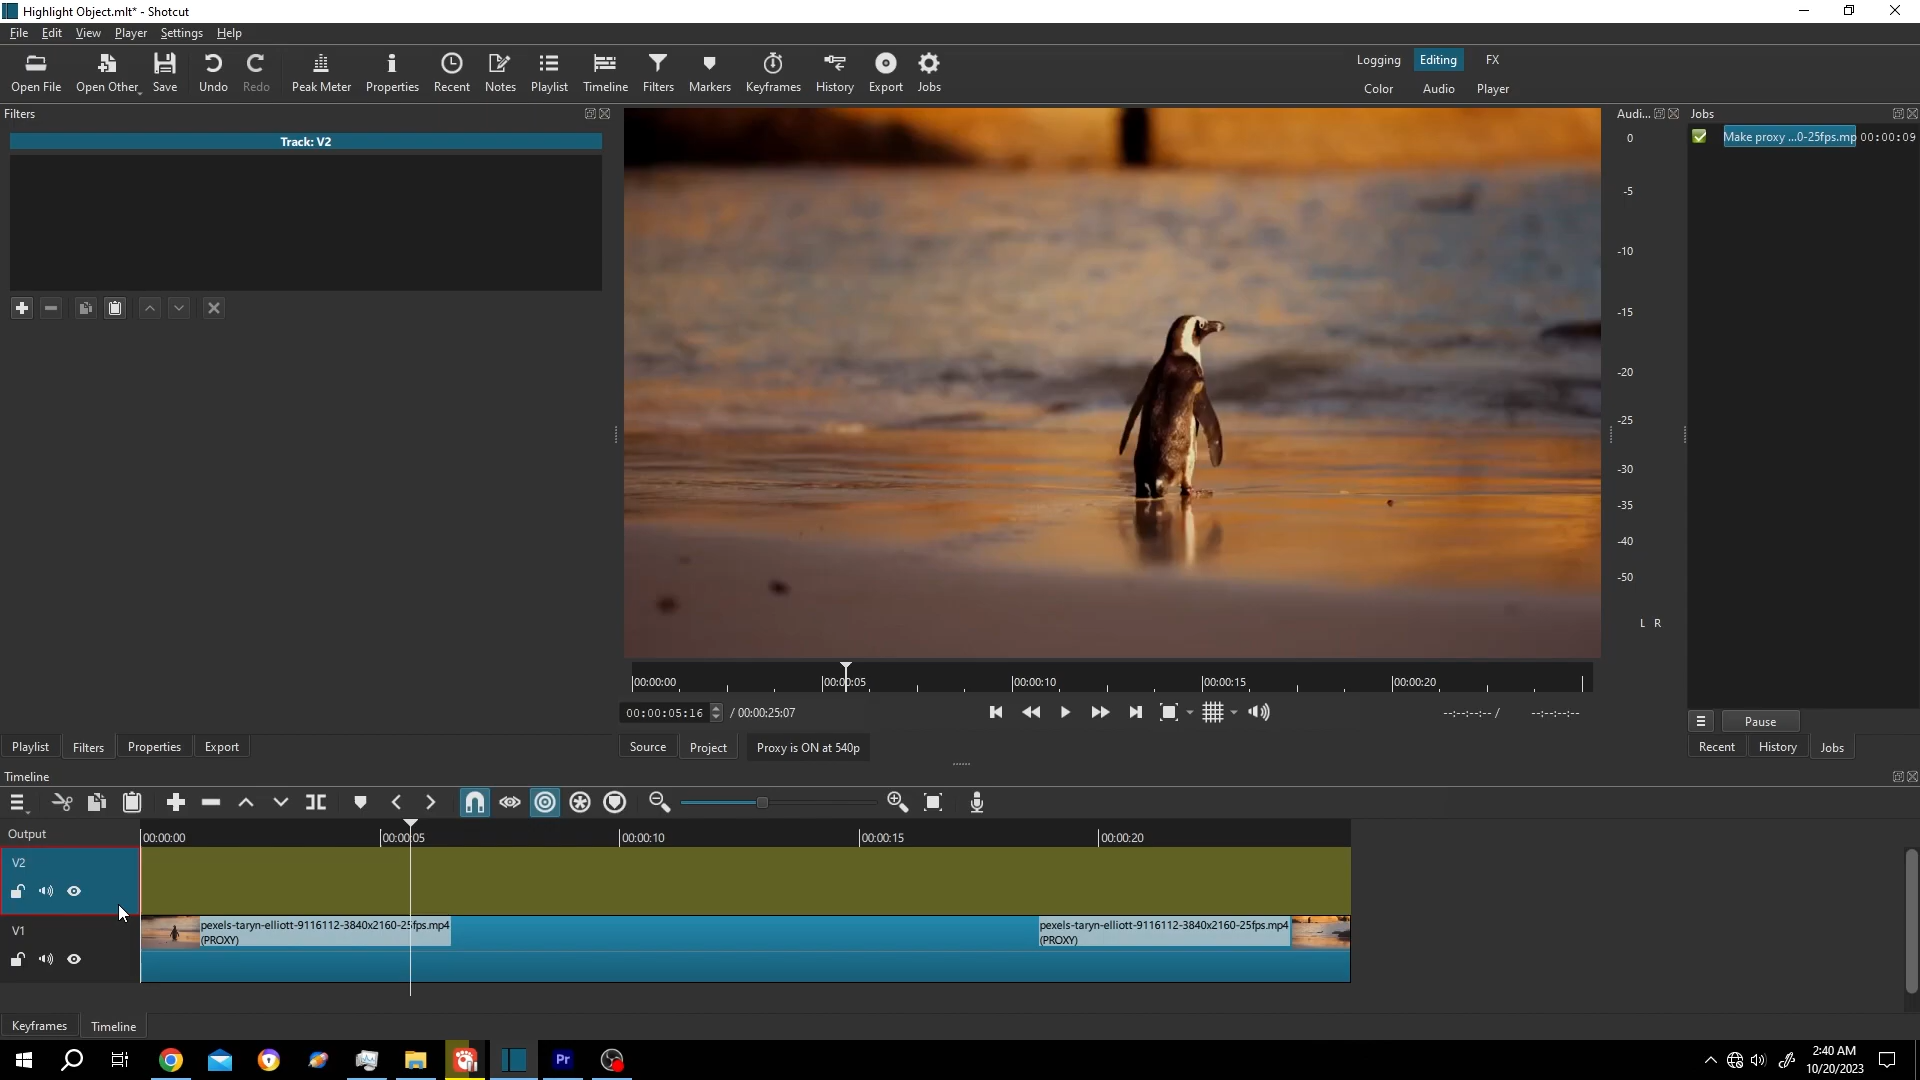 Highlight Object.mlt* - Shotcut
File Edit View Player Settings Help
Open File Open Other Save Undo Redo Peak Meter Properties Recent Notes Playlist Timeline Filters Markers Keyframes History Export Jobs
Logging Editing FX
Color Audio Player
Filters
Track: V2
Audi...
0
-5
-10
-15
-20
-25
-30
-35
-40
-50
L R
Jobs
Make proxy ...0-25fps.mp 00:00:09
Pause
Recent History Jobs
00:00:00 00:00:05 00:00:10 00:00:15 00:00:20
00:00:05:16 / 00:00:25:07
--:--:--:-- / --:--:--:--
Playlist Filters Properties Export
Source Project Proxy is ON at 540p
Timeline
Output
00:00:00 00:00:05 00:00:10 00:00:15 00:00:20
V2
V1
pexels-taryn-elliott-9116112-3840x2160-25fps.mp4
(PROXY)
pexels-taryn-elliott-9116112-3840x2160-25fps.mp4
(PROXY)
Keyframes Timeline
Pr
2:40 AM
10/20/2023